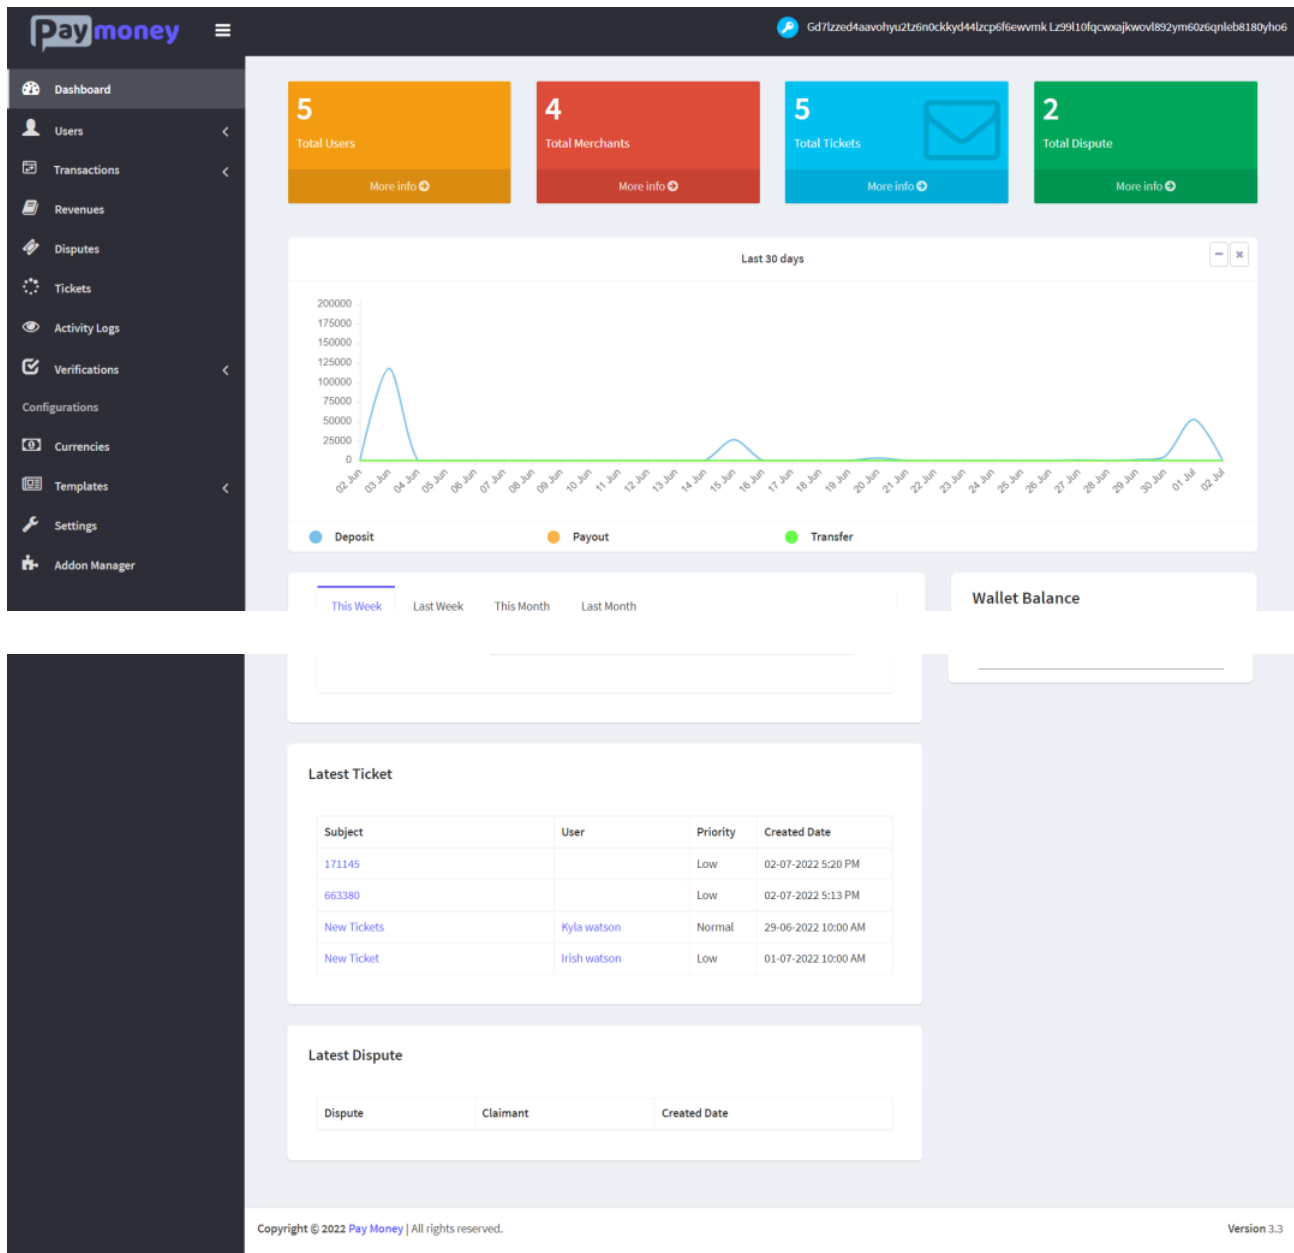 Paymoney
Gd7lzzed4aavohyu2tz6n0ckkyd44lzcp6f6ewvmk Lz99l10fqcwxajkwovl892ym60z6qnleb8180yho6
Dashboard
Users
Transactions
Revenues
Disputes
Tickets
Activity Logs
Verifications
Configurations
Currencies
Templates
Settings
Addon Manager
5
Total Users
More info
4
Total Merchants
More info
5
Total Tickets
More info
2
Total Dispute
More info
Last 30 days
200000
175000
150000
125000
100000
75000
50000
25000
0
02 Jun 03 Jun 04 Jun 05 Jun 06 Jun 07 Jun 08 Jun 09 Jun 10 Jun 11 Jun 12 Jun 13 Jun 14 Jun 15 Jun 16 Jun 17 Jun 18 Jun 19 Jun 20 Jun 21 Jun 22 Jun 23 Jun 24 Jun 25 Jun 26 Jun 27 Jun 28 Jun 29 Jun 30 Jun 01 Jul 02 Jul
Deposit Payout Transfer
This Week Last Week This Month Last Month
Wallet Balance
Latest Ticket
Subject User Priority Created Date
171145 Low 02-07-2022 5:20 PM
663380 Low 02-07-2022 5:13 PM
New Tickets Kyla watson Normal 29-06-2022 10:00 AM
New Ticket Irish watson Low 01-07-2022 10:00 AM
Latest Dispute
Dispute Claimant Created Date
Copyright © 2022 Pay Money | All rights reserved.
Version 3.3